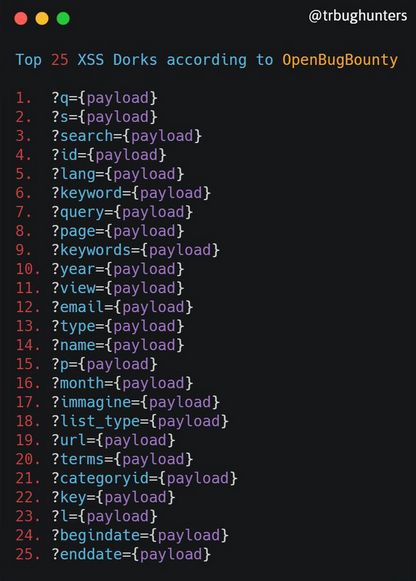 @trbughunters
Top 25 XSS Dorks according to OpenBugBounty
1. ?q={payload}
2. ?s={payload}
3. ?search={payload}
4. ?id={payload}
5. ?lang={payload}
6. ?keyword={payload}
7. ?query={payload}
8. ?page={payload}
9. ?keywords={payload}
10. ?year={payload}
11. ?view={payload}
12. ?email={payload}
13. ?type={payload}
14. ?name={payload}
15. ?p={payload}
16. ?month={payload}
17. ?immagine={payload}
18. ?list_type={payload}
19. ?url={payload}
20. ?terms={payload}
21. ?categoryid={payload}
22. ?key={payload}
23. ?l={payload}
24. ?begindate={payload}
25. ?enddate={payload}